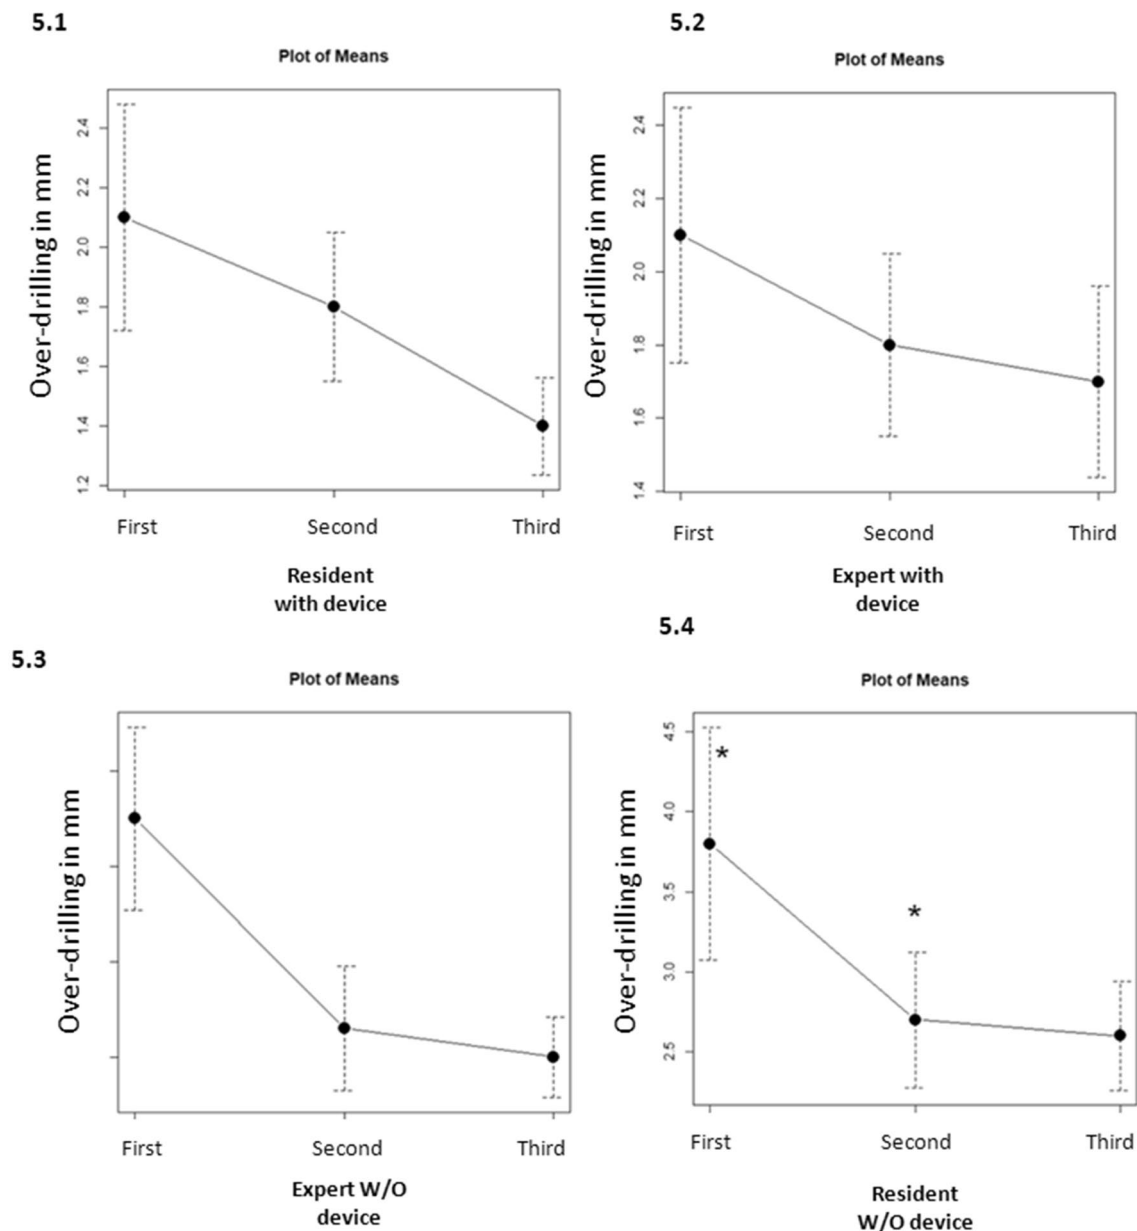 5.1
Plot of Means
Over-drilling in mm
2.4
2.2
2.0
1.8
1.6
1.4
1.2
First Second Third
Resident
with device
5.2
Plot of Means
Over-drilling in mm
2.4
2.2
2.0
1.8
1.6
1.4
First Second Third
Expert with
device
5.3
Plot of Means
Over-drilling in mm
First Second Third
Expert W/O
device
5.4
Plot of Means
Over-drilling in mm
4.5
4.0
3.5
3.0
2.5
*
*
First Second Third
Resident
W/O device